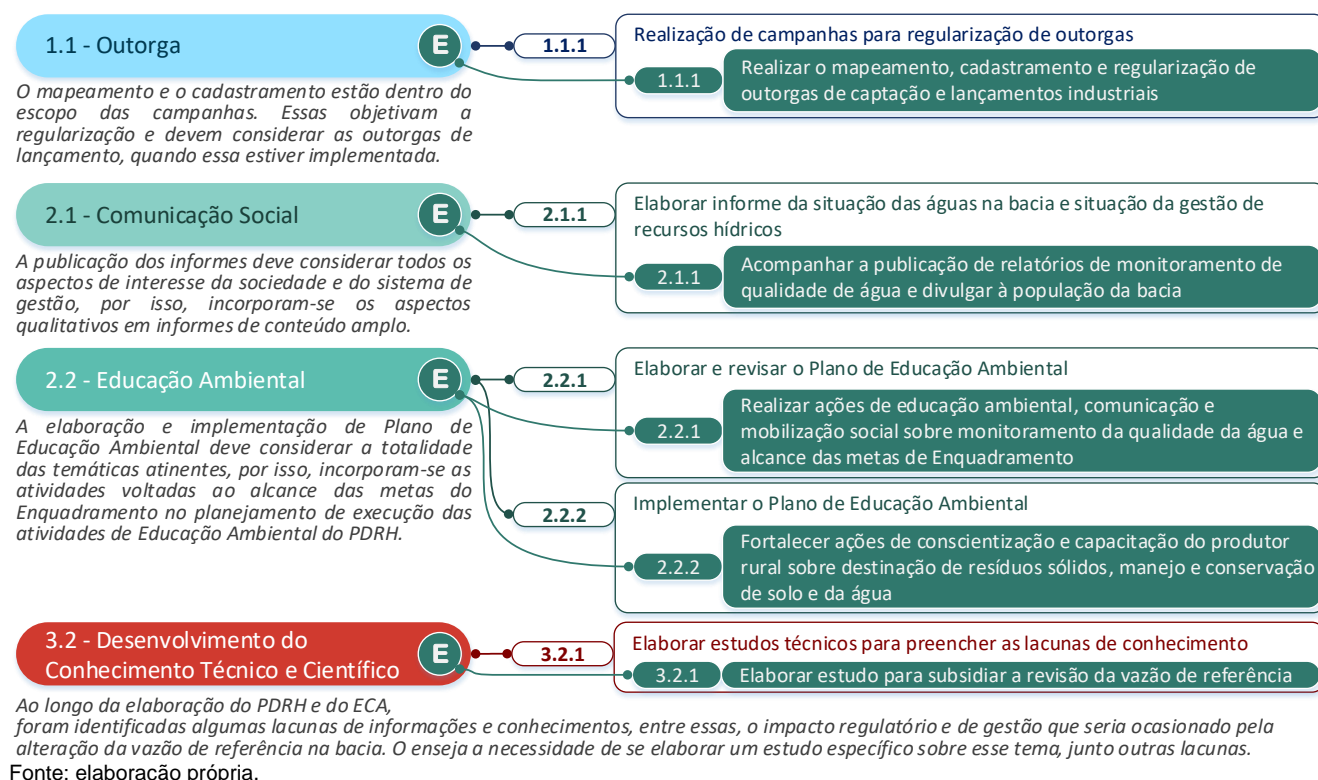 1.1 - Outorga
E
1.1.1
Realização de campanhas para regularização de outorgas
1.1.1
Realizar o mapeamento, cadastramento e regularização de
outorgas de captação e lançamentos industriais
O mapeamento e o cadastramento estão dentro do
escopo das campanhas. Essas objetivam a
regularização e devem considerar as outorgas de
lançamento, quando essa estiver implementada.
2.1 - Comunicação Social
E
2.1.1
Elaborar informe da situação das águas na bacia e situação da gestão de
recursos hídricos
2.1.1
Acompanhar a publicação de relatórios de monitoramento de
qualidade de água e divulgar à população da bacia
A publicação dos informes deve considerar todos os
aspectos de interesse da sociedade e do sistema de
gestão, por isso, incorporam-se os aspectos
qualitativos em informes de conteúdo amplo.
2.2 - Educação Ambiental
E
2.2.1
Elaborar e revisar o Plano de Educação Ambiental
2.2.1
Realizar ações de educação ambiental, comunicação e
mobilização social sobre monitoramento da qualidade da água e
alcance das metas de Enquadramento
2.2.2
Implementar o Plano de Educação Ambiental
2.2.2
Fortalecer ações de conscientização e capacitação do produtor
rural sobre destinação de resíduos sólidos, manejo e conservação
de solo e da água
A elaboração e implementação de Plano de
Educação Ambiental deve considerar a totalidade
das temáticas atinentes, por isso, incorporam-se as
atividades voltadas ao alcance das metas do
Enquadramento no planejamento de execução das
atividades de Educação Ambiental do PDRH.
3.2 - Desenvolvimento do
Conhecimento Técnico e Científico
E
3.2.1
Elaborar estudos técnicos para preencher as lacunas de conhecimento
3.2.1
Elaborar estudo para subsidiar a revisão da vazão de referência
Ao longo da elaboração do PDRH e do ECA,
foram identificadas algumas lacunas de informações e conhecimentos, entre essas, o impacto regulatório e de gestão que seria ocasionado pela
alteração da vazão de referência na bacia. O enseja a necessidade de se elaborar um estudo específico sobre esse tema, junto outras lacunas.
Fonte: elaboração própria.